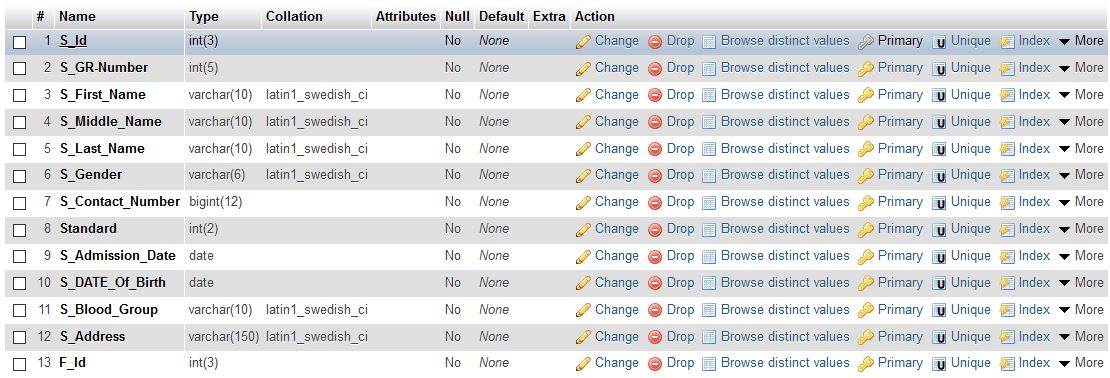 # Name Type Collation Attributes Null Default Extra Action
1 S_Id int(3) No None Change Drop Browse distinct values Primary Unique Index More
2 S_GR-Number int(5) No None Change Drop Browse distinct values Primary Unique Index More
3 S_First_Name varchar(10) latin1_swedish_ci No None Change Drop Browse distinct values Primary Unique Index More
4 S_Middle_Name varchar(10) latin1_swedish_ci No None Change Drop Browse distinct values Primary Unique Index More
5 S_Last_Name varchar(10) latin1_swedish_ci No None Change Drop Browse distinct values Primary Unique Index More
6 S_Gender varchar(6) latin1_swedish_ci No None Change Drop Browse distinct values Primary Unique Index More
7 S_Contact_Number bigint(12) No None Change Drop Browse distinct values Primary Unique Index More
8 Standard int(2) No None Change Drop Browse distinct values Primary Unique Index More
9 S_Admission_Date date No None Change Drop Browse distinct values Primary Unique Index More
10 S_DATE_Of_Birth date No None Change Drop Browse distinct values Primary Unique Index More
11 S_Blood_Group varchar(10) latin1_swedish_ci No None Change Drop Browse distinct values Primary Unique Index More
12 S_Address varchar(150) latin1_swedish_ci No None Change Drop Browse distinct values Primary Unique Index More
13 F_Id int(3) No None Change Drop Browse distinct values Primary Unique Index More